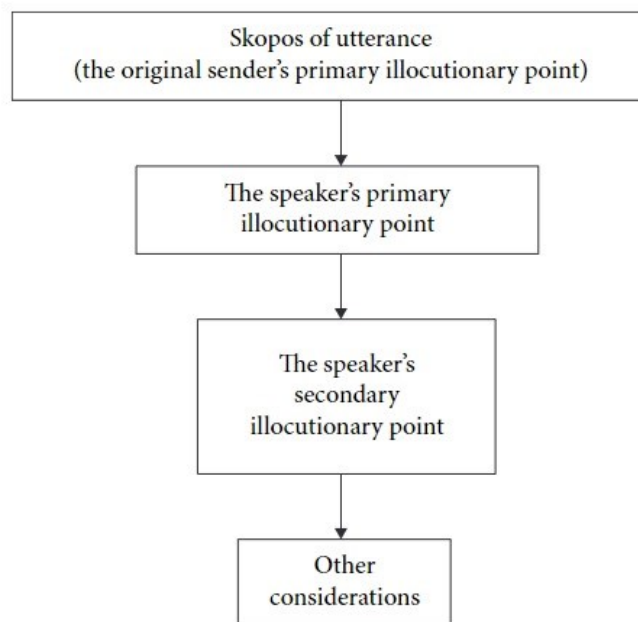 Skopos of utterance
(the original sender’s primary illocutionary point)
The speaker’s primary
illocutionary point
The speaker’s
secondary
illocutionary point
Other
considerations